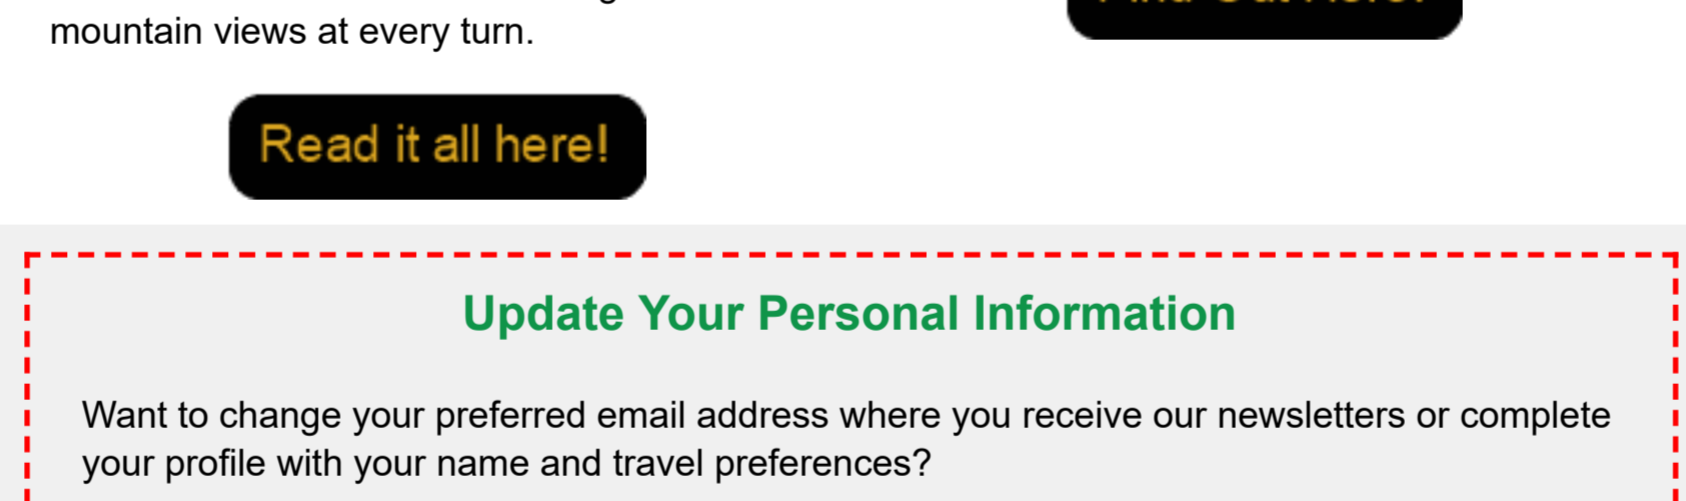 mountain views at every turn.
Read it all here!
Update Your Personal Information
Want to change your preferred email address where you receive our newsletters or complete
your profile with your name and travel preferences?